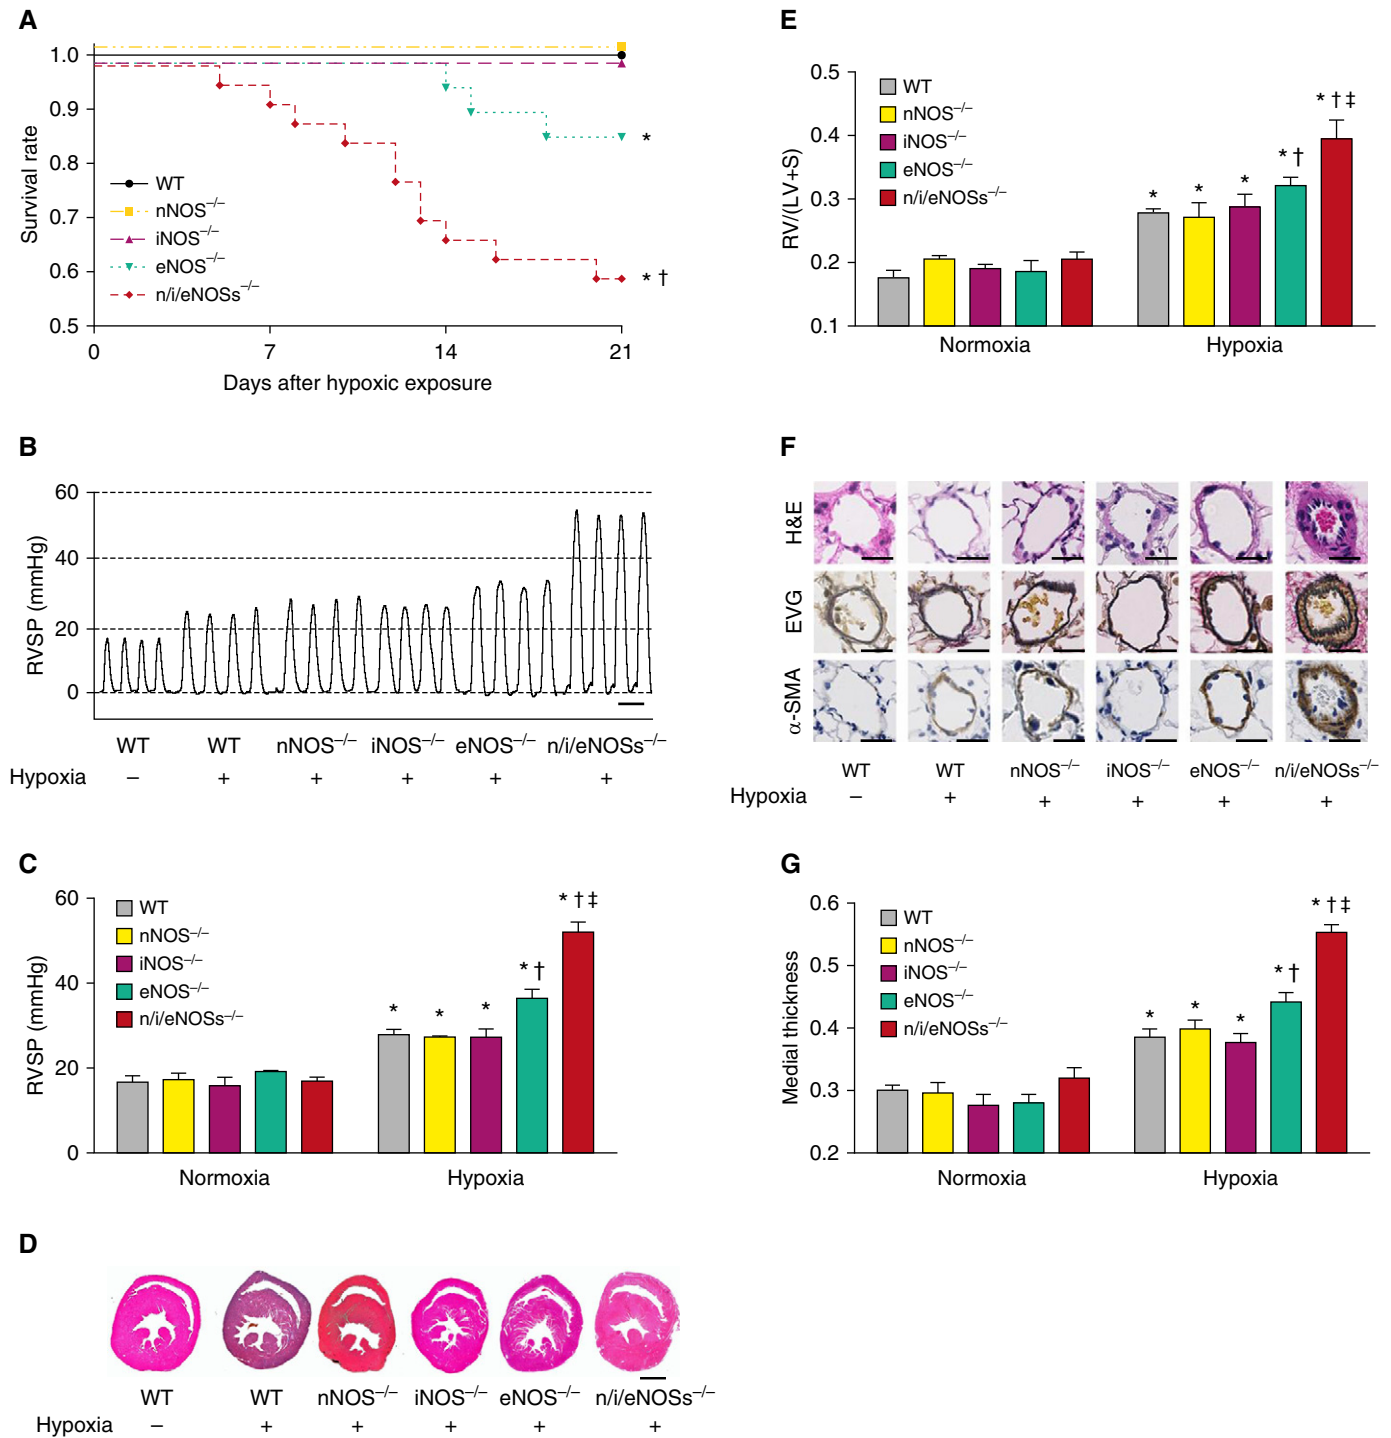 A
1.0
0.9
0.8
0.7
0.6
0.5
Survival rate
WT
nNOS–/–
iNOS–/–
eNOS–/–
n/i/eNOSs–/–
*
* †
0 7 14 21
Days after hypoxic exposure
B
60
40
20
0
RVSP (mmHg)
WT WT nNOS–/– iNOS–/– eNOS–/– n/i/eNOSs–/–
Hypoxia – + + + + +
C
60
40
20
0
RVSP (mmHg)
WT
nNOS–/–
iNOS–/–
eNOS–/–
n/i/eNOSs–/–
* * * * † * † ‡
Normoxia Hypoxia
D
WT WT nNOS–/– iNOS–/– eNOS–/– n/i/eNOSs–/–
Hypoxia – + + + + +
E
0.5
0.4
0.3
0.2
0.1
RV/(LV+S)
WT
nNOS–/–
iNOS–/–
eNOS–/–
n/i/eNOSs–/–
* * * * † * † ‡
Normoxia Hypoxia
F
H&E
EVG
α-SMA
WT WT nNOS–/– iNOS–/– eNOS–/– n/i/eNOSs–/–
Hypoxia – + + + + +
G
0.6
0.5
0.4
0.3
0.2
Medial thickness
WT
nNOS–/–
iNOS–/–
eNOS–/–
n/i/eNOSs–/–
* * * * † * † ‡
Normoxia Hypoxia